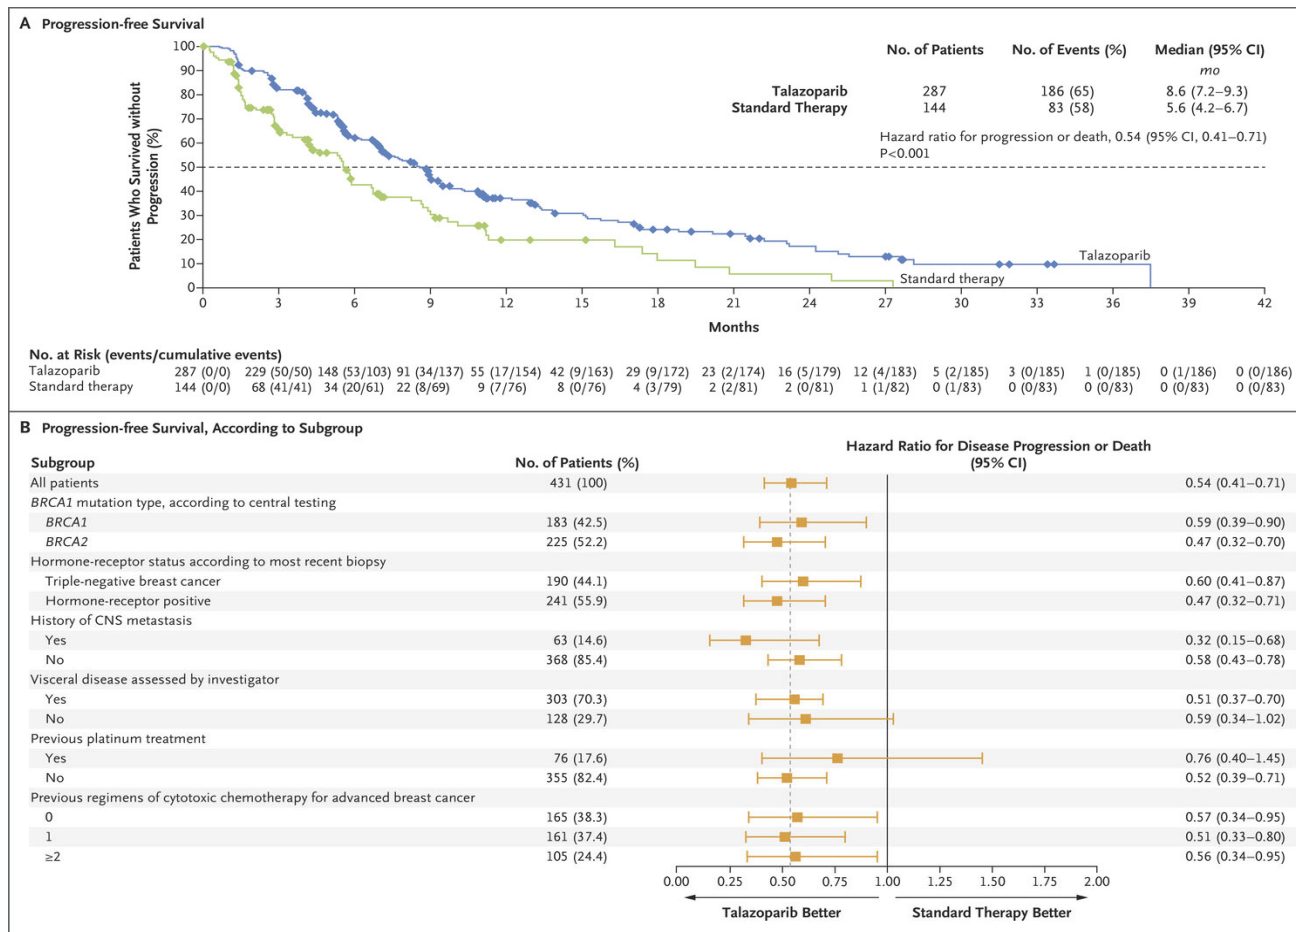 A Progression-free Survival
Patients Who Survived without Progression (%)
100
90
80
70
60
50
40
30
20
10
0
0 3 6 9 12 15 18 21 24 27 30 33 36 39 42
Months
No. of Patients No. of Events (%) Median (95% CI)
mo
Talazoparib 287 186 (65) 8.6 (7.2–9.3)
Standard Therapy 144 83 (58) 5.6 (4.2–6.7)
Hazard ratio for progression or death, 0.54 (95% CI, 0.41–0.71)
P<0.001
Talazoparib
Standard therapy
No. at Risk (events/cumulative events)
Talazoparib 287 (0/0) 229 (50/50) 148 (53/103) 91 (34/137) 55 (17/154) 42 (9/163) 29 (9/172) 23 (2/174) 16 (5/179) 12 (4/183) 5 (2/185) 3 (0/185) 1 (0/185) 0 (1/186) 0 (0/186)
Standard therapy 144 (0/0) 68 (41/41) 34 (20/61) 22 (8/69) 9 (7/76) 8 (0/76) 4 (3/79) 2 (2/81) 2 (0/81) 1 (1/82) 0 (1/83) 0 (0/83) 0 (0/83) 0 (0/83) 0 (0/83)
B Progression-free Survival, According to Subgroup
Subgroup No. of Patients (%) Hazard Ratio for Disease Progression or Death (95% CI)
All patients 431 (100) 0.54 (0.41–0.71)
BRCA1 mutation type, according to central testing
BRCA1 183 (42.5) 0.59 (0.39–0.90)
BRCA2 225 (52.2) 0.47 (0.32–0.70)
Hormone-receptor status according to most recent biopsy
Triple-negative breast cancer 190 (44.1) 0.60 (0.41–0.87)
Hormone-receptor positive 241 (55.9) 0.47 (0.32–0.71)
History of CNS metastasis
Yes 63 (14.6) 0.32 (0.15–0.68)
No 368 (85.4) 0.58 (0.43–0.78)
Visceral disease assessed by investigator
Yes 303 (70.3) 0.51 (0.37–0.70)
No 128 (29.7) 0.59 (0.34–1.02)
Previous platinum treatment
Yes 76 (17.6) 0.76 (0.40–1.45)
No 355 (82.4) 0.52 (0.39–0.71)
Previous regimens of cytotoxic chemotherapy for advanced breast cancer
0 165 (38.3) 0.57 (0.34–0.95)
1 161 (37.4) 0.51 (0.33–0.80)
≥2 105 (24.4) 0.56 (0.34–0.95)
0.00 0.25 0.50 0.75 1.00 1.25 1.50 1.75 2.00
Talazoparib Better Standard Therapy Better